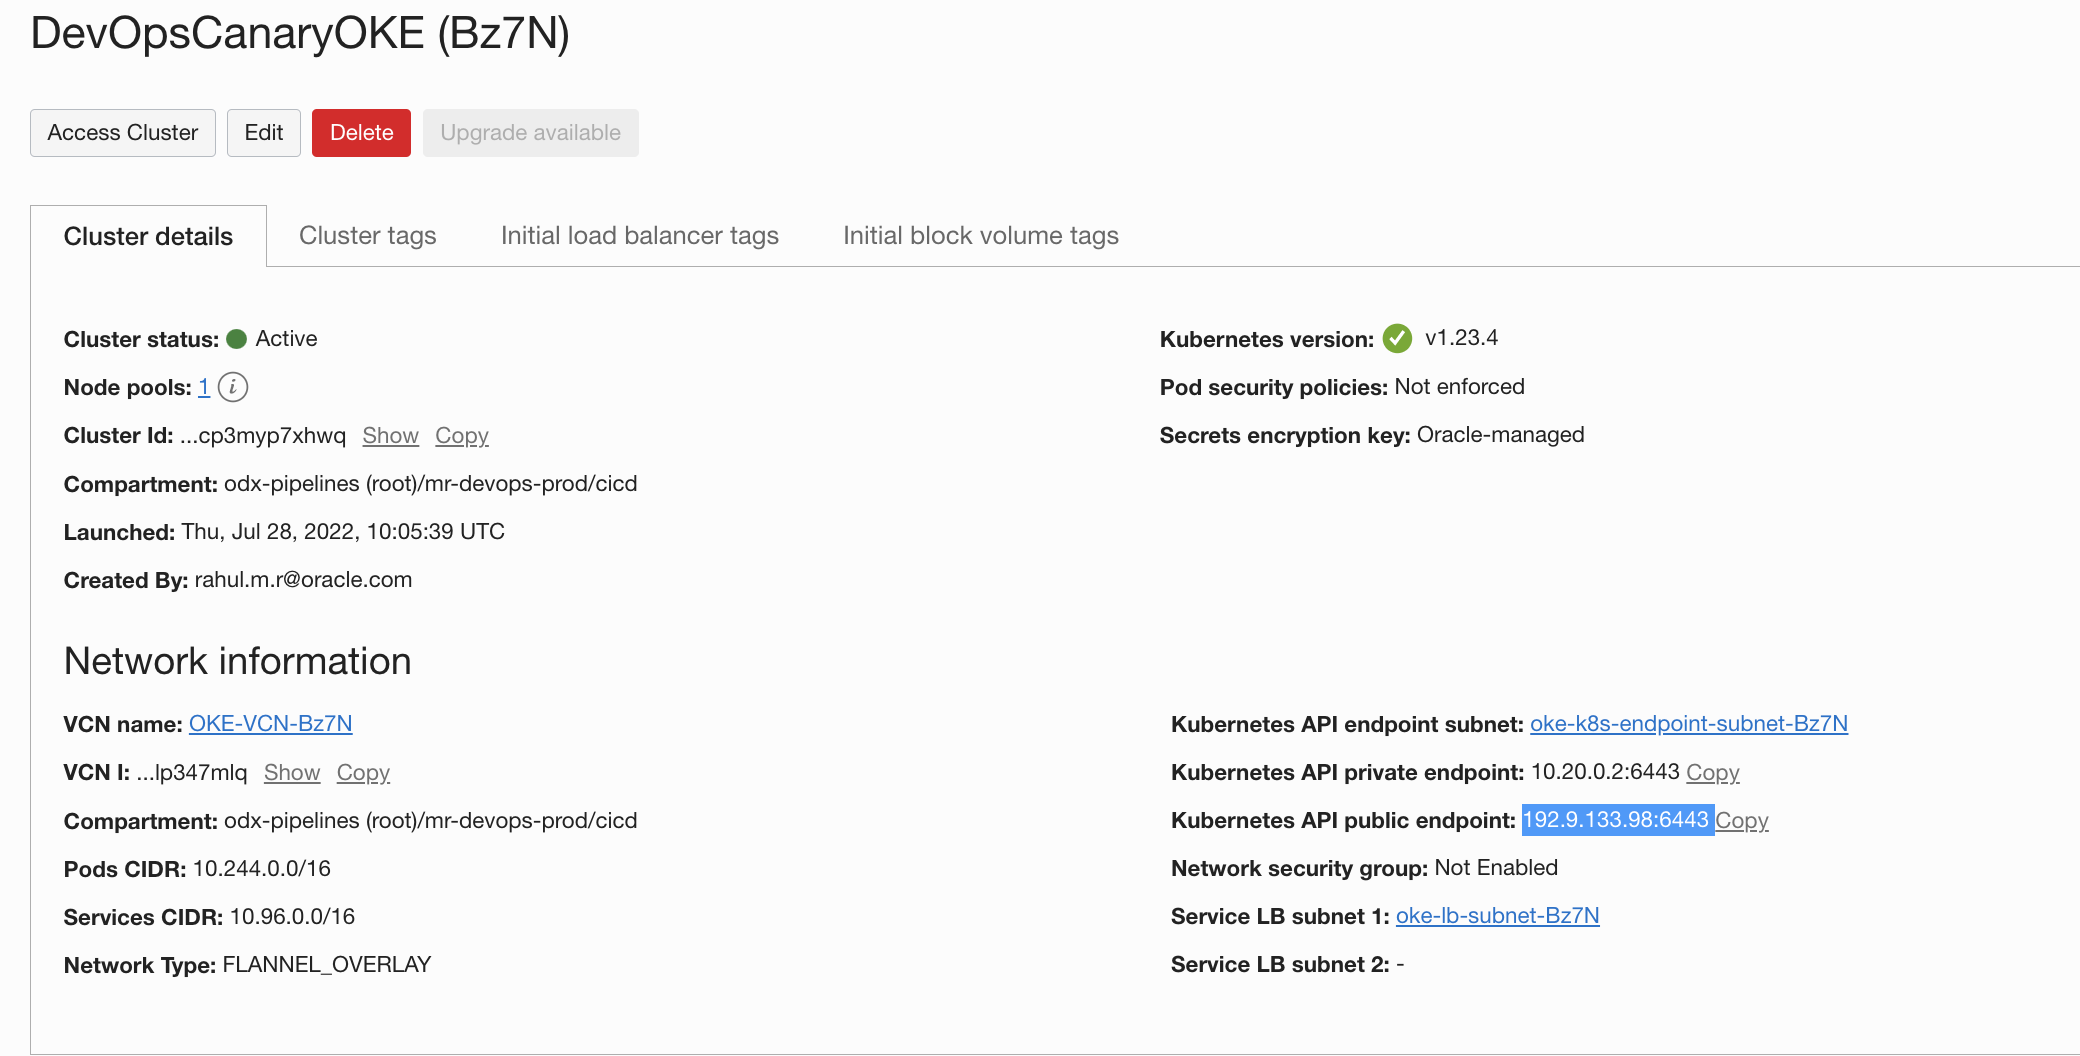 DevOpsCanaryOKE (Bz7N)
Access Cluster Edit Delete Upgrade available
Cluster details Cluster tags Initial load balancer tags Initial block volume tags
Cluster status: Active
Node pools: 1 i
Cluster Id: ...cp3myp7xhwq Show Copy
Compartment: odx-pipelines (root)/mr-devops-prod/cicd
Launched: Thu, Jul 28, 2022, 10:05:39 UTC
Created By: rahul.m.r@oracle.com
Kubernetes version: v1.23.4
Pod security policies: Not enforced
Secrets encryption key: Oracle-managed
Network information
VCN name: OKE-VCN-Bz7N
VCN I: ...lp347mlq Show Copy
Compartment: odx-pipelines (root)/mr-devops-prod/cicd
Pods CIDR: 10.244.0.0/16
Services CIDR: 10.96.0.0/16
Network Type: FLANNEL_OVERLAY
Kubernetes API endpoint subnet: oke-k8s-endpoint-subnet-Bz7N
Kubernetes API private endpoint: 10.20.0.2:6443 Copy
Kubernetes API public endpoint: 192.9.133.98:6443 Copy
Network security group: Not Enabled
Service LB subnet 1: oke-lb-subnet-Bz7N
Service LB subnet 2: -